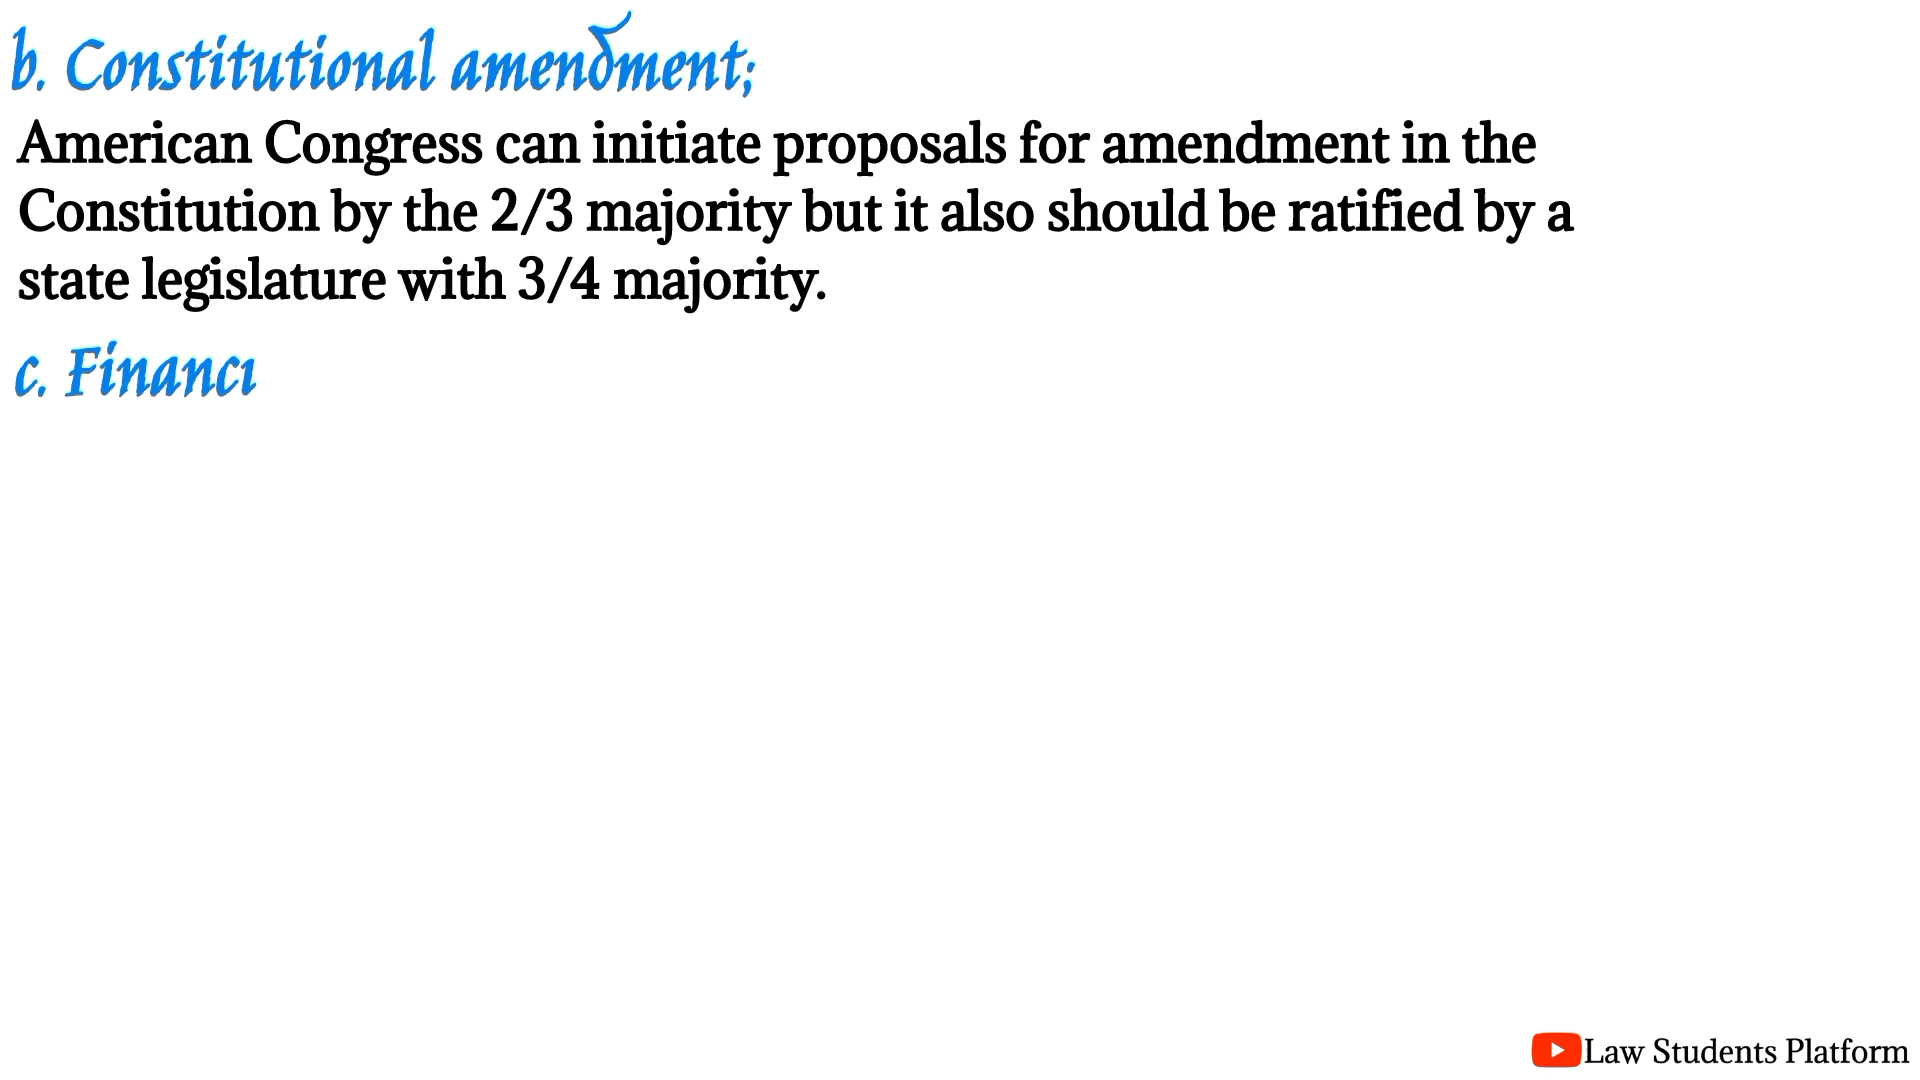 b. Constitutional amendment;
American Congress can initiate proposals for amendment in the
Constitution by the 2/3 majority but it also should be ratified by a
state legislature with 3/4 majority.
c. Financı
Law Students Platform